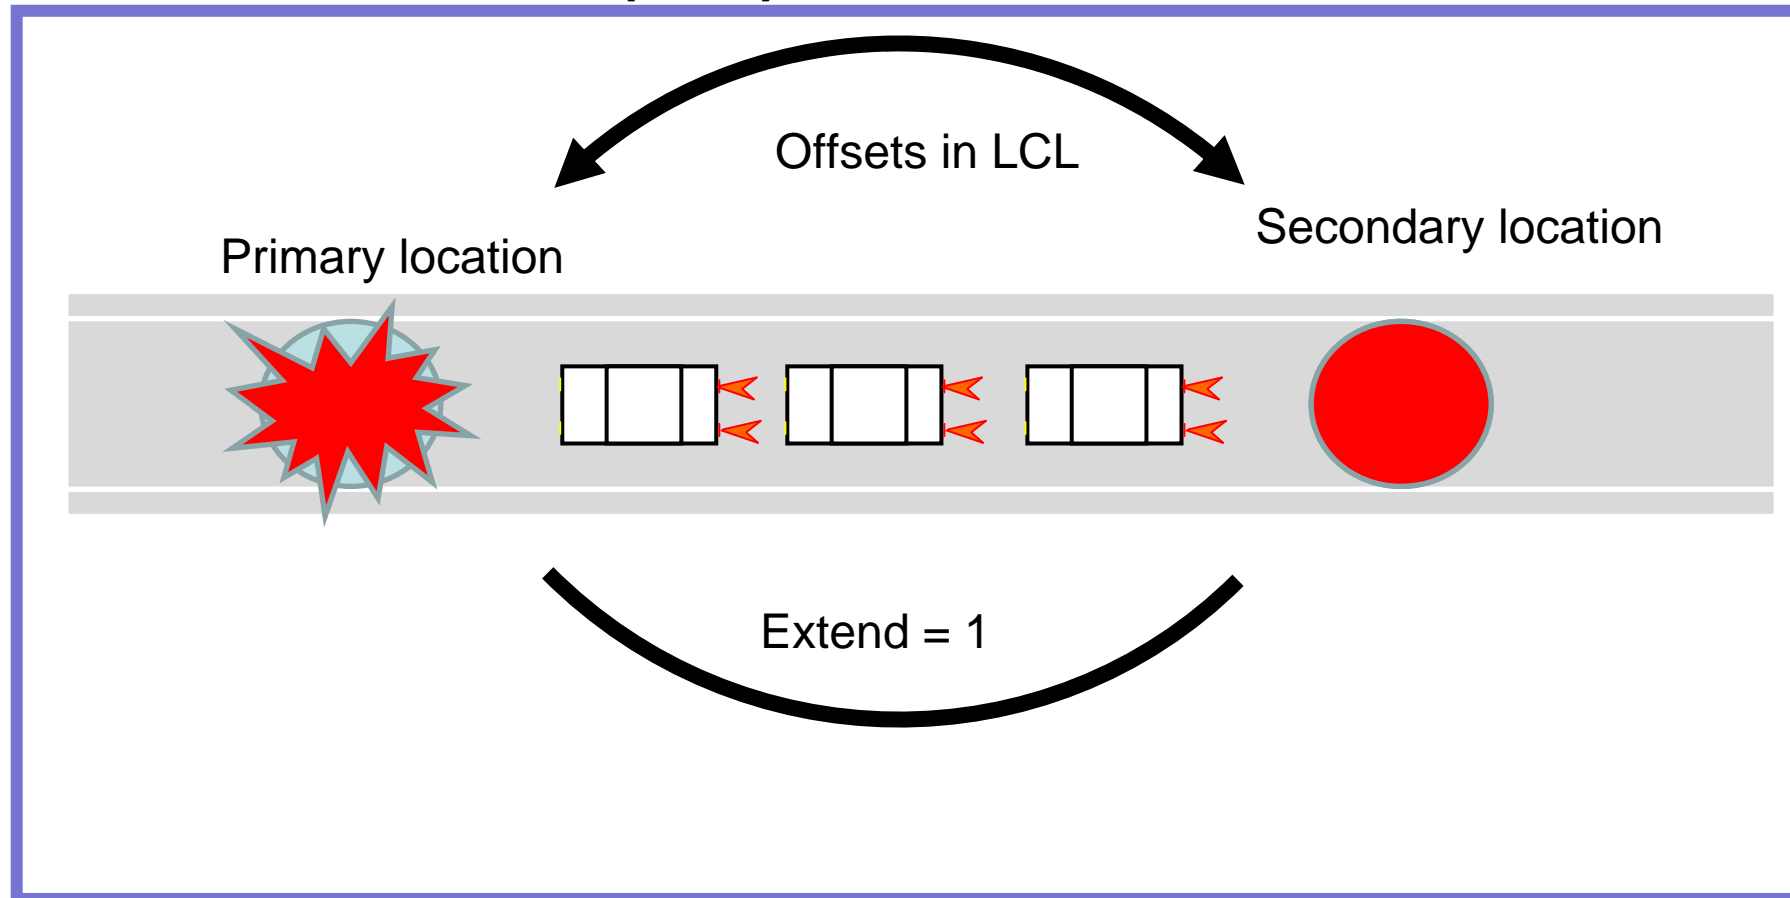 Offsets in LCL
Secondary location
Primary location
Extend = 1